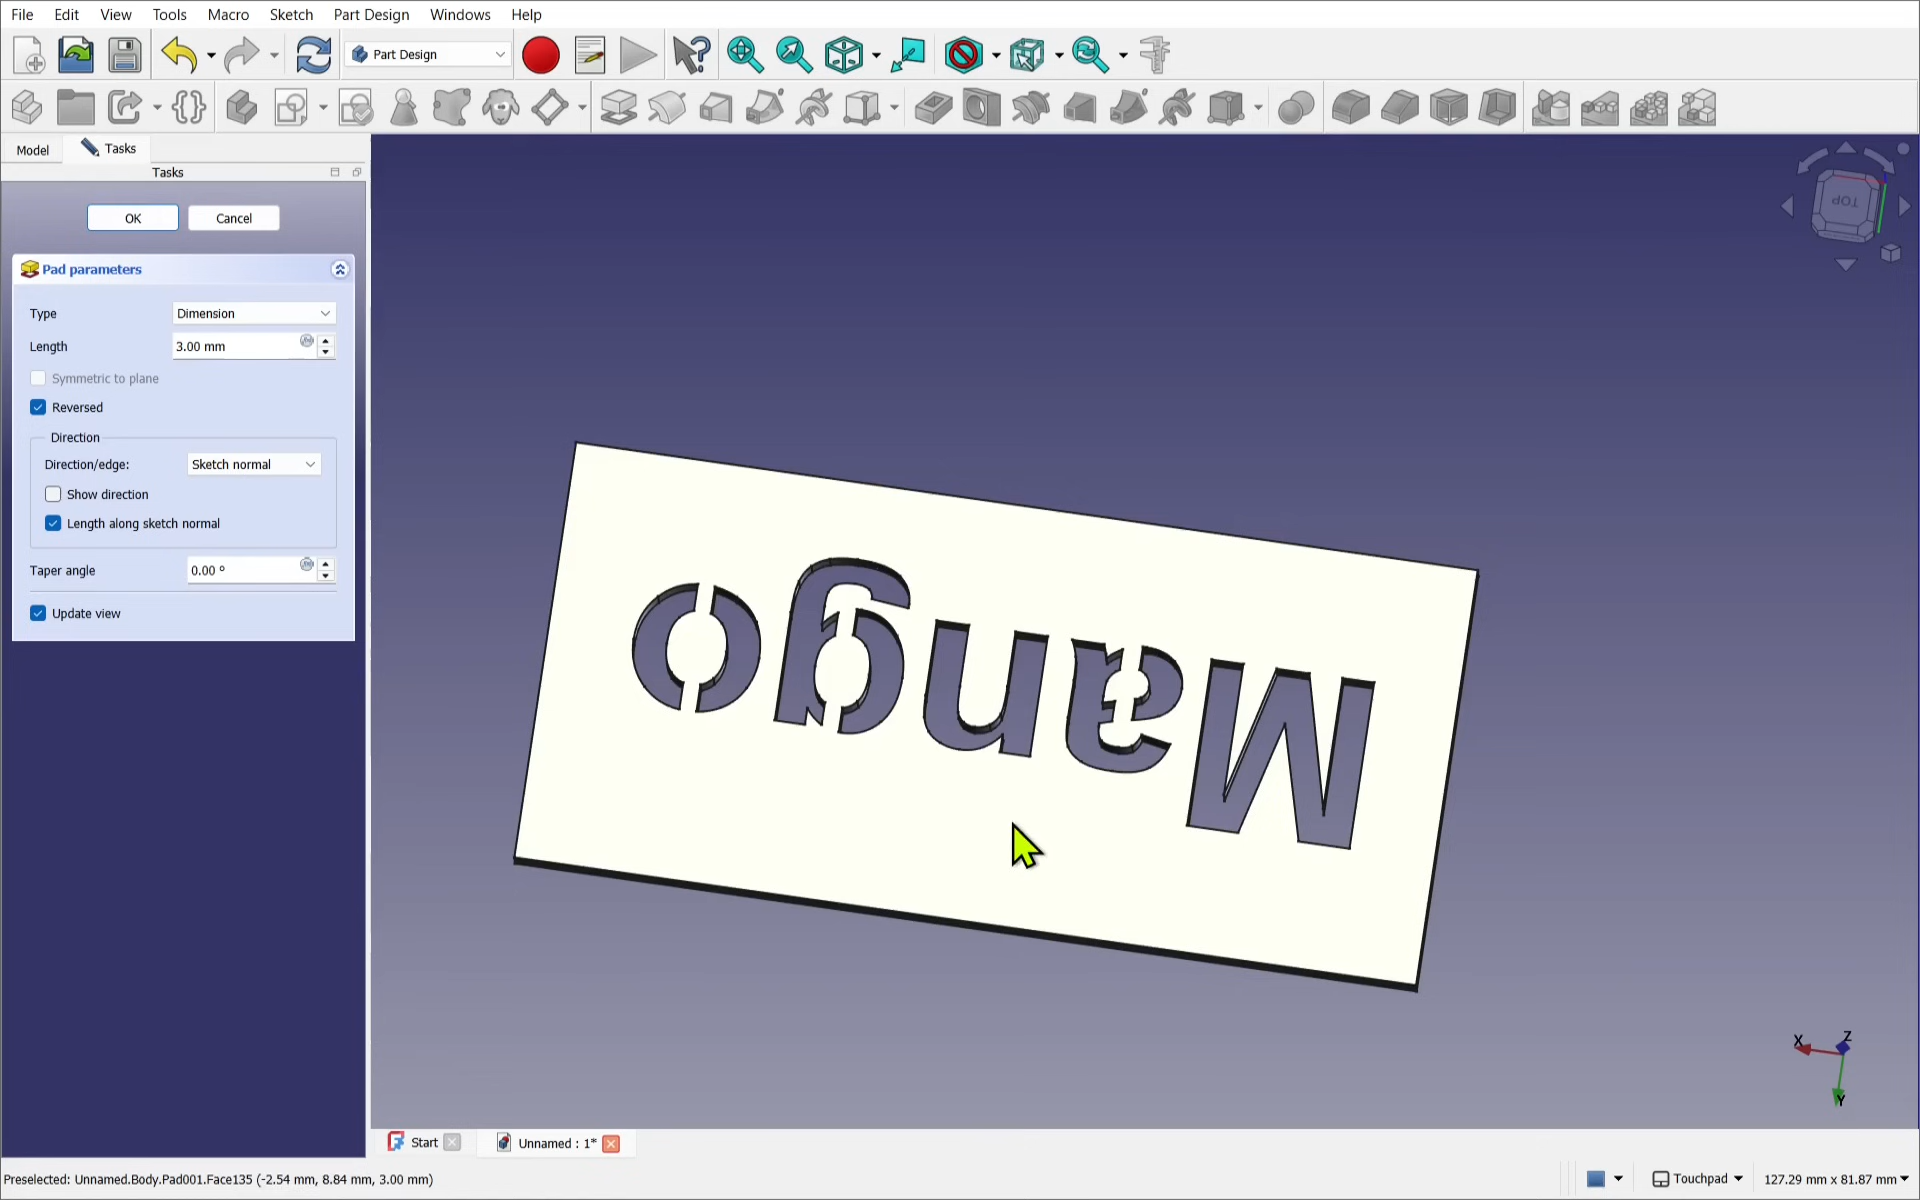 File Edit View Tools Macro Sketch Part Design Windows Help
Part Design
Model Tasks
Tasks
OK Cancel
Pad parameters
Type Dimension
Length 3.00 mm
Symmetric to plane
Reversed
Direction
Direction/edge: Sketch normal
Show direction
Length along sketch normal
Taper angle 0.00 °
Update view
TOP
Mango
X Z
Y
Start Unnamed : 1*
Preselected: Unnamed.Body.Pad001.Face135 (-2.54 mm, 8.84 mm, 3.00 mm) Touchpad 127.29 mm x 81.87 mm